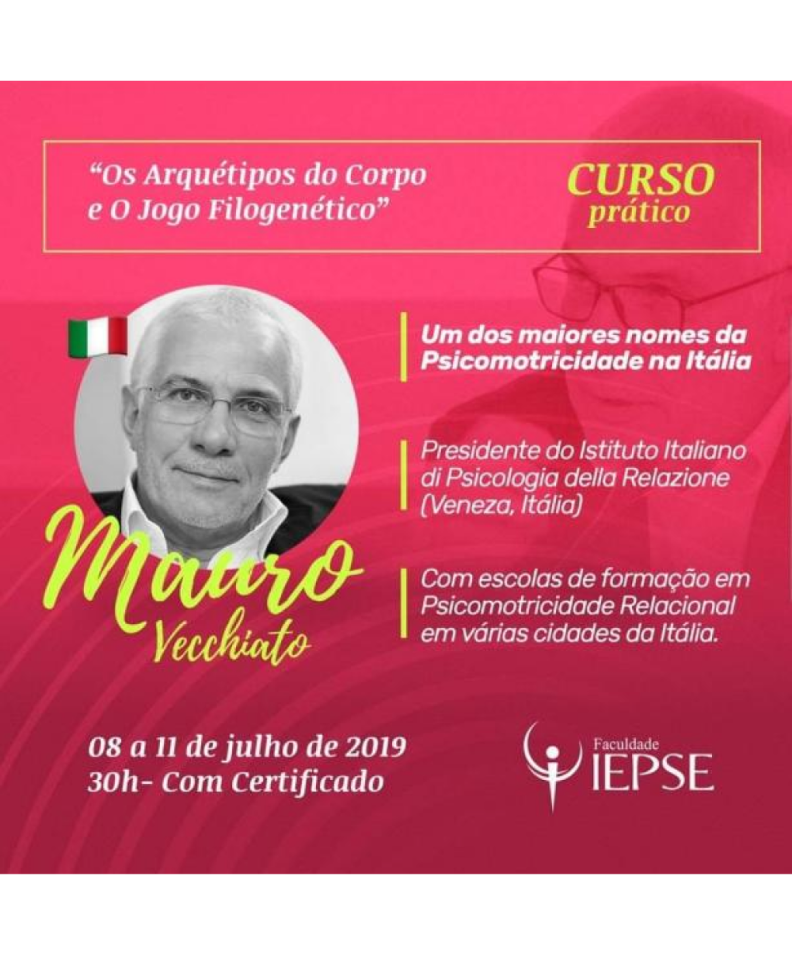 “Os Arquétipos do Corpo
e O Jogo Filogenético”
CURSO
prático
Um dos maiores nomes da
Psicomotricidade na Itália
Presidente do Istituto Italiano
di Psicologia della Relazione
(Veneza, Itália)
Com escolas de formação em
Psicomotricidade Relacional
em várias cidades da Itália.
Mauro
Vecchiato
08 a 11 de julho de 2019
30h- Com Certificado
Faculdade
IEPSE